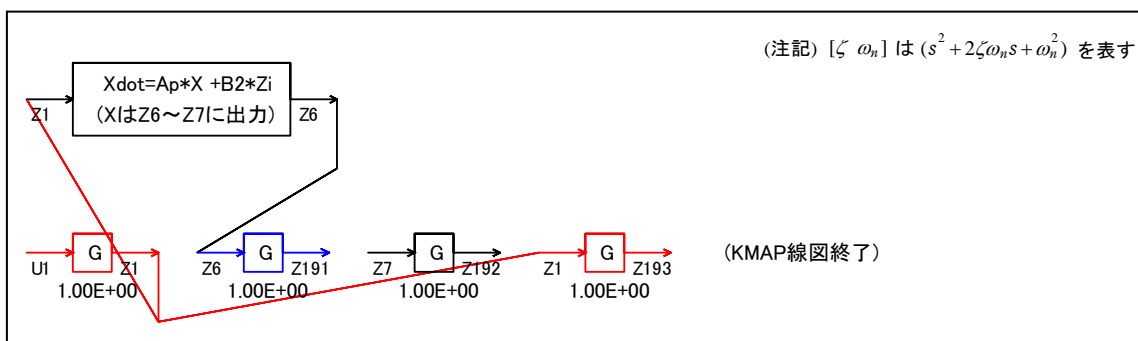 (注記) [ζ ωn] は (s²+2ζωns+ωn²) を表す
Xdot=Ap*X +B2*Zi
(XはZ6～Z7に出力)
Z1 Z6
G G G G
(KMAP線図終了)
U1 Z1 Z6 Z191 Z7 Z192 Z1 Z193
1.00E+00 1.00E+00 1.00E+00 1.00E+00